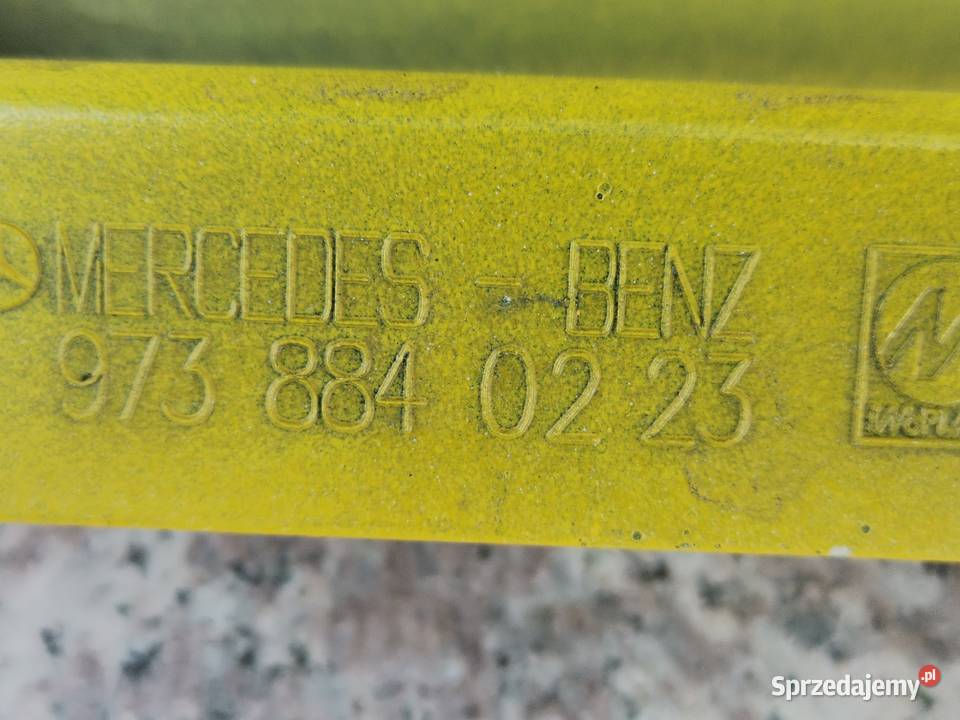 MERCEDES - BENZ
973 884 02 23
Sprzedajemy.pl